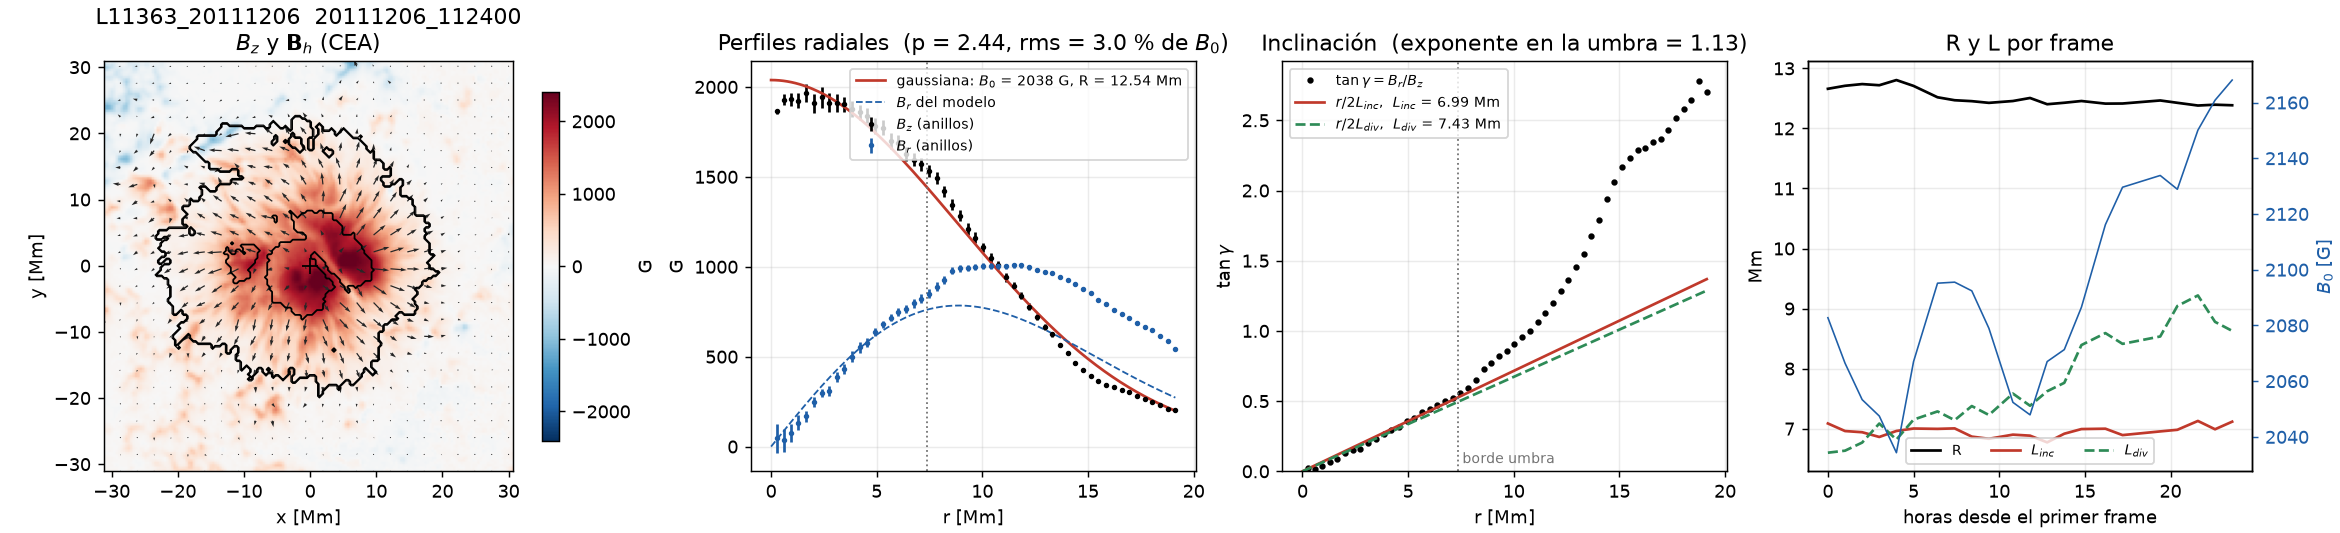 L11363_20111206 20111206_112400
B_z y B_h (CEA)
30
20
10
0
−10
−20
−30
−30
−20
−10
0
10
20
30
y [Mm]
x [Mm]
2000
1000
0
−1000
−2000
G
Perfiles radiales (p = 2.44, rms = 3.0 % de B_0)
gaussiana: B_0 = 2038 G, R = 12.54 Mm
B_r del modelo
B_z (anillos)
B_r (anillos)
2000
1500
1000
500
0
G
0
5
10
15
20
r [Mm]
Inclinación (exponente en la umbra = 1.13)
tan γ = B_r/B_z
r/2L_inc, L_inc = 6.99 Mm
r/2L_div, L_div = 7.43 Mm
borde umbra
2.5
2.0
1.5
1.0
0.5
0.0
tan γ
0
5
10
15
20
r [Mm]
R y L por frame
13
12
11
10
9
8
7
Mm
2160
2140
2120
2100
2080
2060
2040
B_0 [G]
R
L_inc
L_div
0
5
10
15
20
horas desde el primer frame